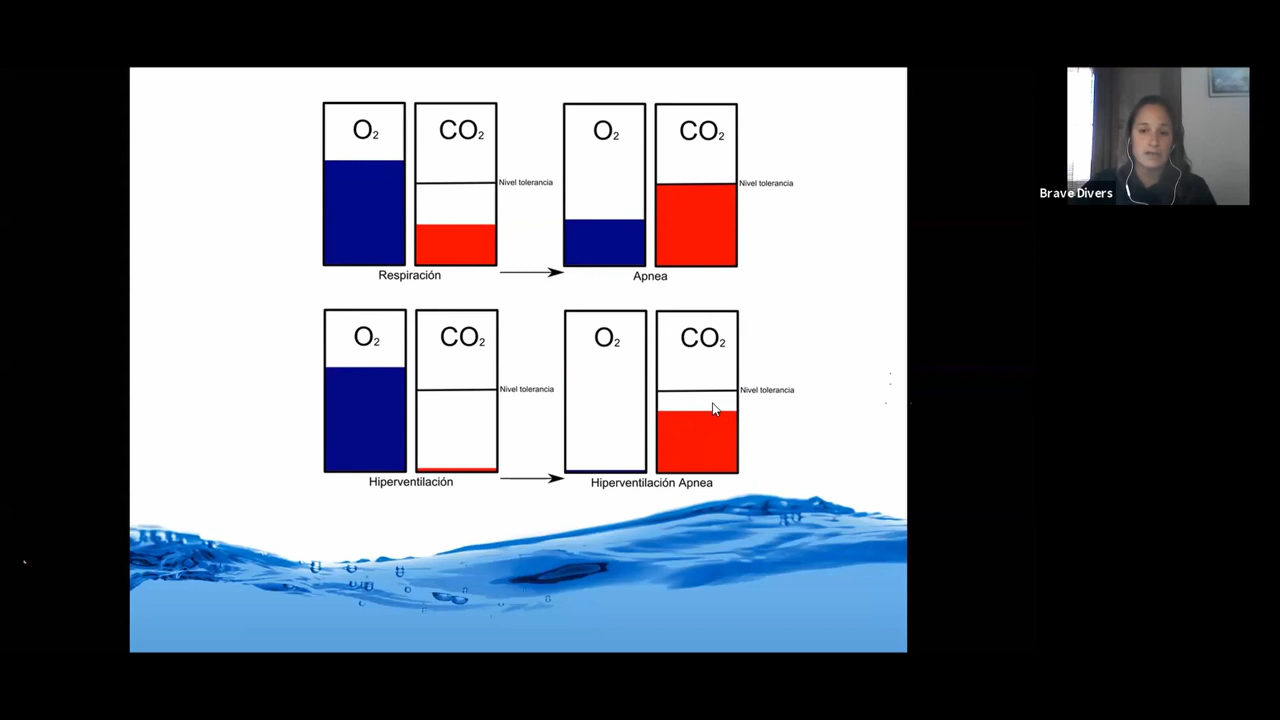 O₂
CO₂
Nivel tolerancia
O₂
CO₂
Nivel tolerancia
Respiración
Apnea
O₂
CO₂
Nivel tolerancia
O₂
CO₂
Nivel tolerancia
Hiperventilación
Hiperventilación Apnea
Brave Divers